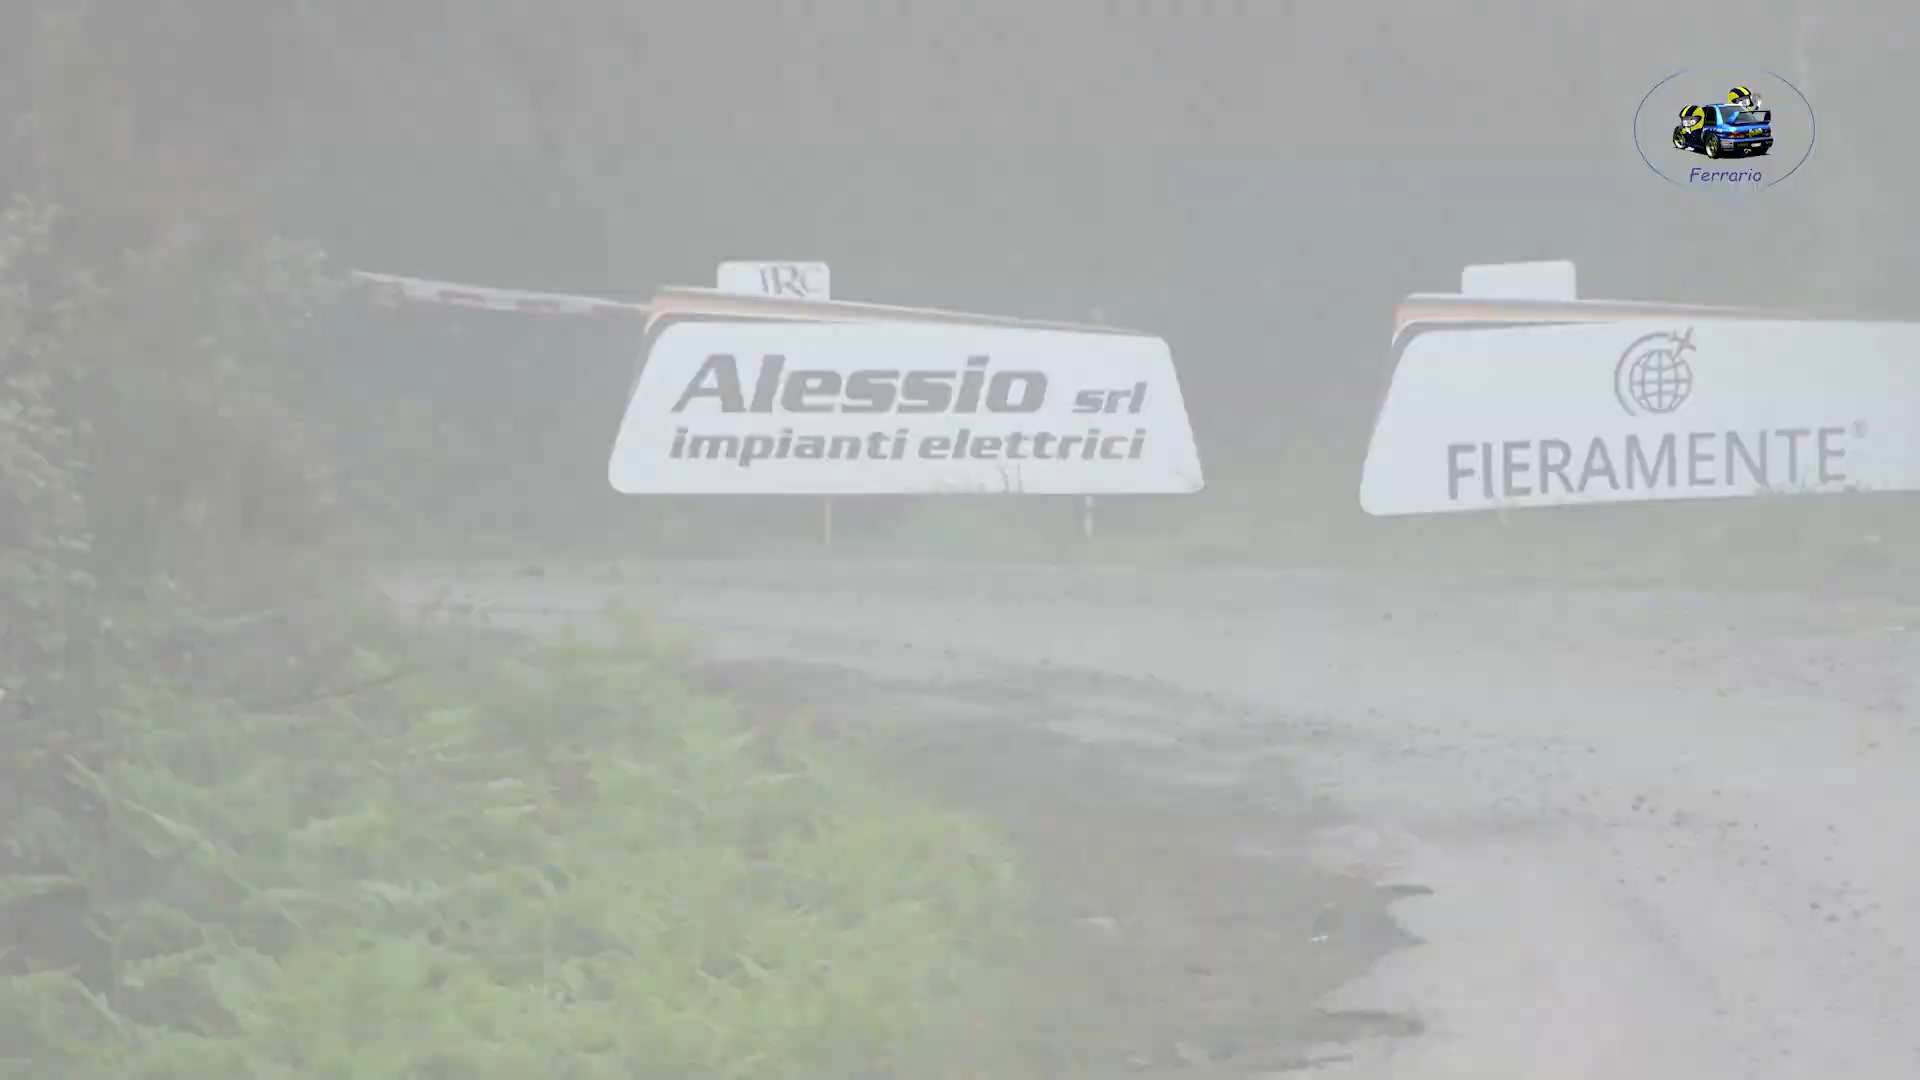 Ferrario
IRC
Alessio srl
impianti elettrici
FIERAMENTE®